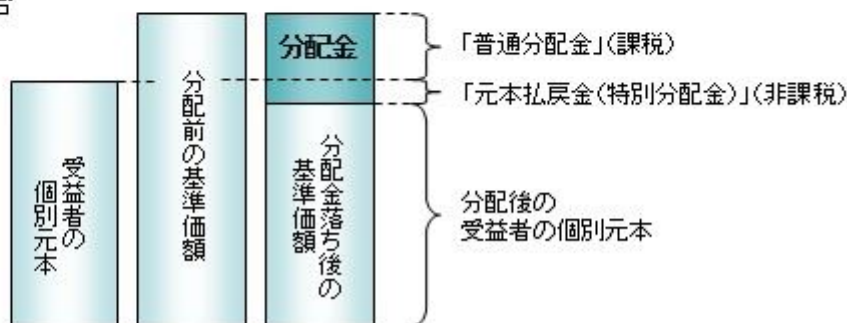 受益者の
個別元本
分配前の基準価額
分配金
分配金落ち後の
基準価額
「普通分配金」(課税)
「元本払戻金(特別分配金)」(非課税)
分配後の
受益者の個別元本